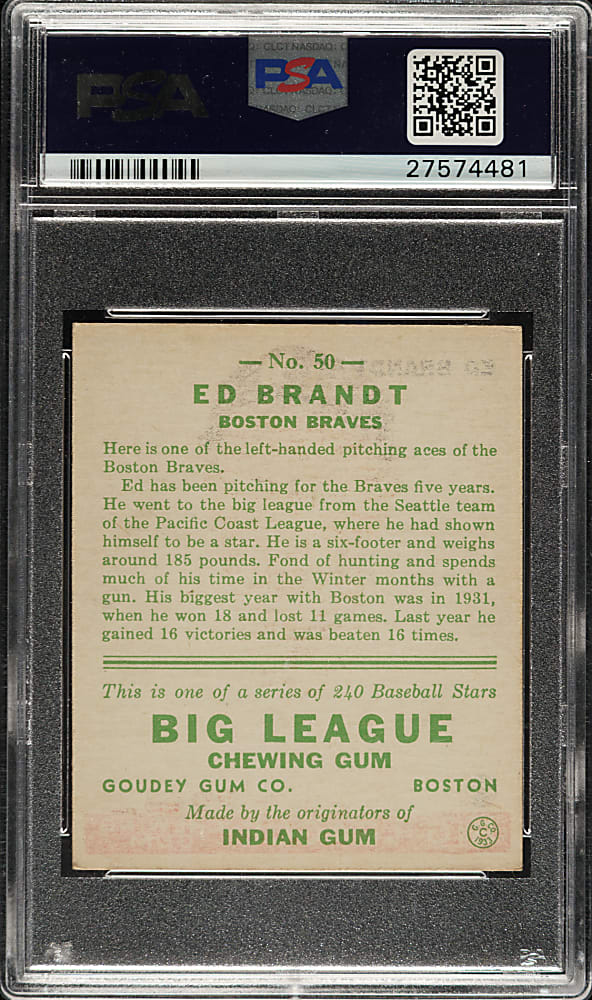 PSA
PSA
CLCT NASDAQ: C
27574481
— No. 50 —
ED BRANDT
BOSTON BRAVES
Here is one of the left-handed pitching aces of the
Boston Braves.
Ed has been pitching for the Braves five years.
He went to the big league from the Seattle team
of the Pacific Coast League, where he had shown
himself to be a star. He is a six-footer and weighs
around 185 pounds. Fond of hunting and spends
much of his time in the Winter months with a
gun. His biggest year with Boston was in 1931,
when he won 18 and lost 11 games. Last year he
gained 16 victories and was beaten 16 times.
This is one of a series of 240 Baseball Stars
BIG LEAGUE
CHEWING GUM
GOUDEY GUM CO. BOSTON
Made by the originators of
INDIAN GUM
G. G. Co.
C
1933